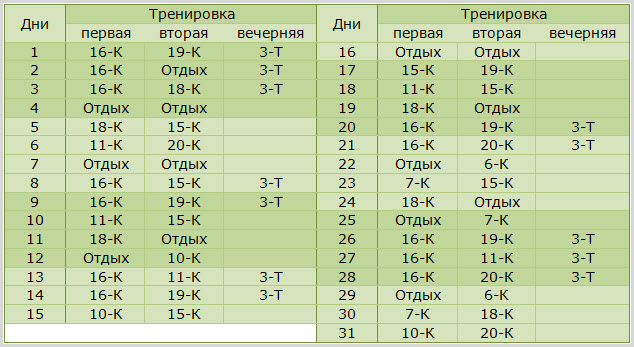 Дни Тренировка Дни Тренировка
первая вторая вечерняя первая вторая вечерняя
1 16-К 19-К 3-Т 16 Отдых Отдых
2 16-К Отдых 3-Т 17 15-К 19-К
3 16-К 18-К 3-Т 18 11-К 15-К
4 Отдых Отдых 19 18-К Отдых
5 18-К 15-К 20 16-К 19-К 3-Т
6 11-К 20-К 21 16-К 20-К 3-Т
7 Отдых Отдых 22 Отдых 6-К
8 16-К 15-К 3-Т 23 7-К 15-К
9 16-К 19-К 3-Т 24 18-К Отдых
10 11-К 15-К 25 Отдых 7-К
11 18-К Отдых 26 16-К 19-К 3-Т
12 Отдых 10-К 27 16-К 11-К 3-Т
13 16-К 11-К 3-Т 28 16-К 20-К 3-Т
14 16-К 19-К 3-Т 29 Отдых 6-К
15 10-К 15-К 30 7-К 18-К
31 10-К 20-К